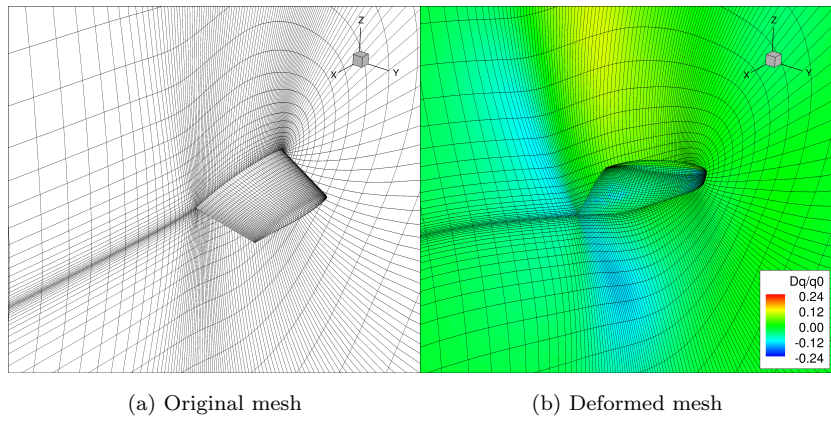 Z
X
Y
Z
X
Y
Dq/q0
0.24
0.12
0.00
-0.12
-0.24
(a) Original mesh
(b) Deformed mesh